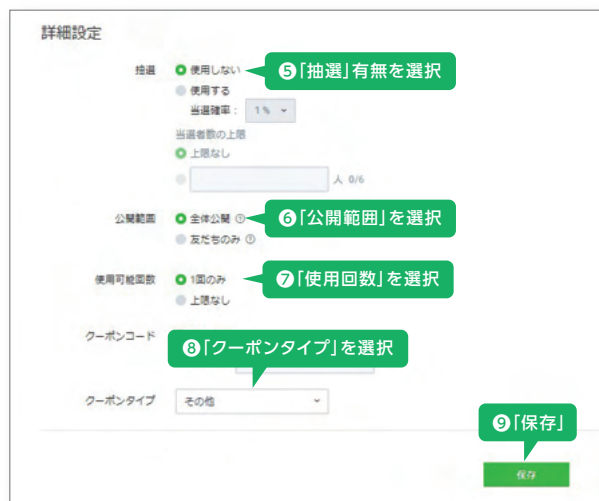 詳細設定
抽選
使用しない
❺「抽選」有無を選択
使用する
当選確率： 1%
当選者数の上限
上限なし
人 0/6
公開範囲
全体公開 ?
❻「公開範囲」を選択
友だちのみ ?
使用可能回数
1回のみ
❼「使用回数」を選択
上限なし
クーポンコード
❽「クーポンタイプ」を選択
クーポンタイプ
その他
❾「保存」
保存